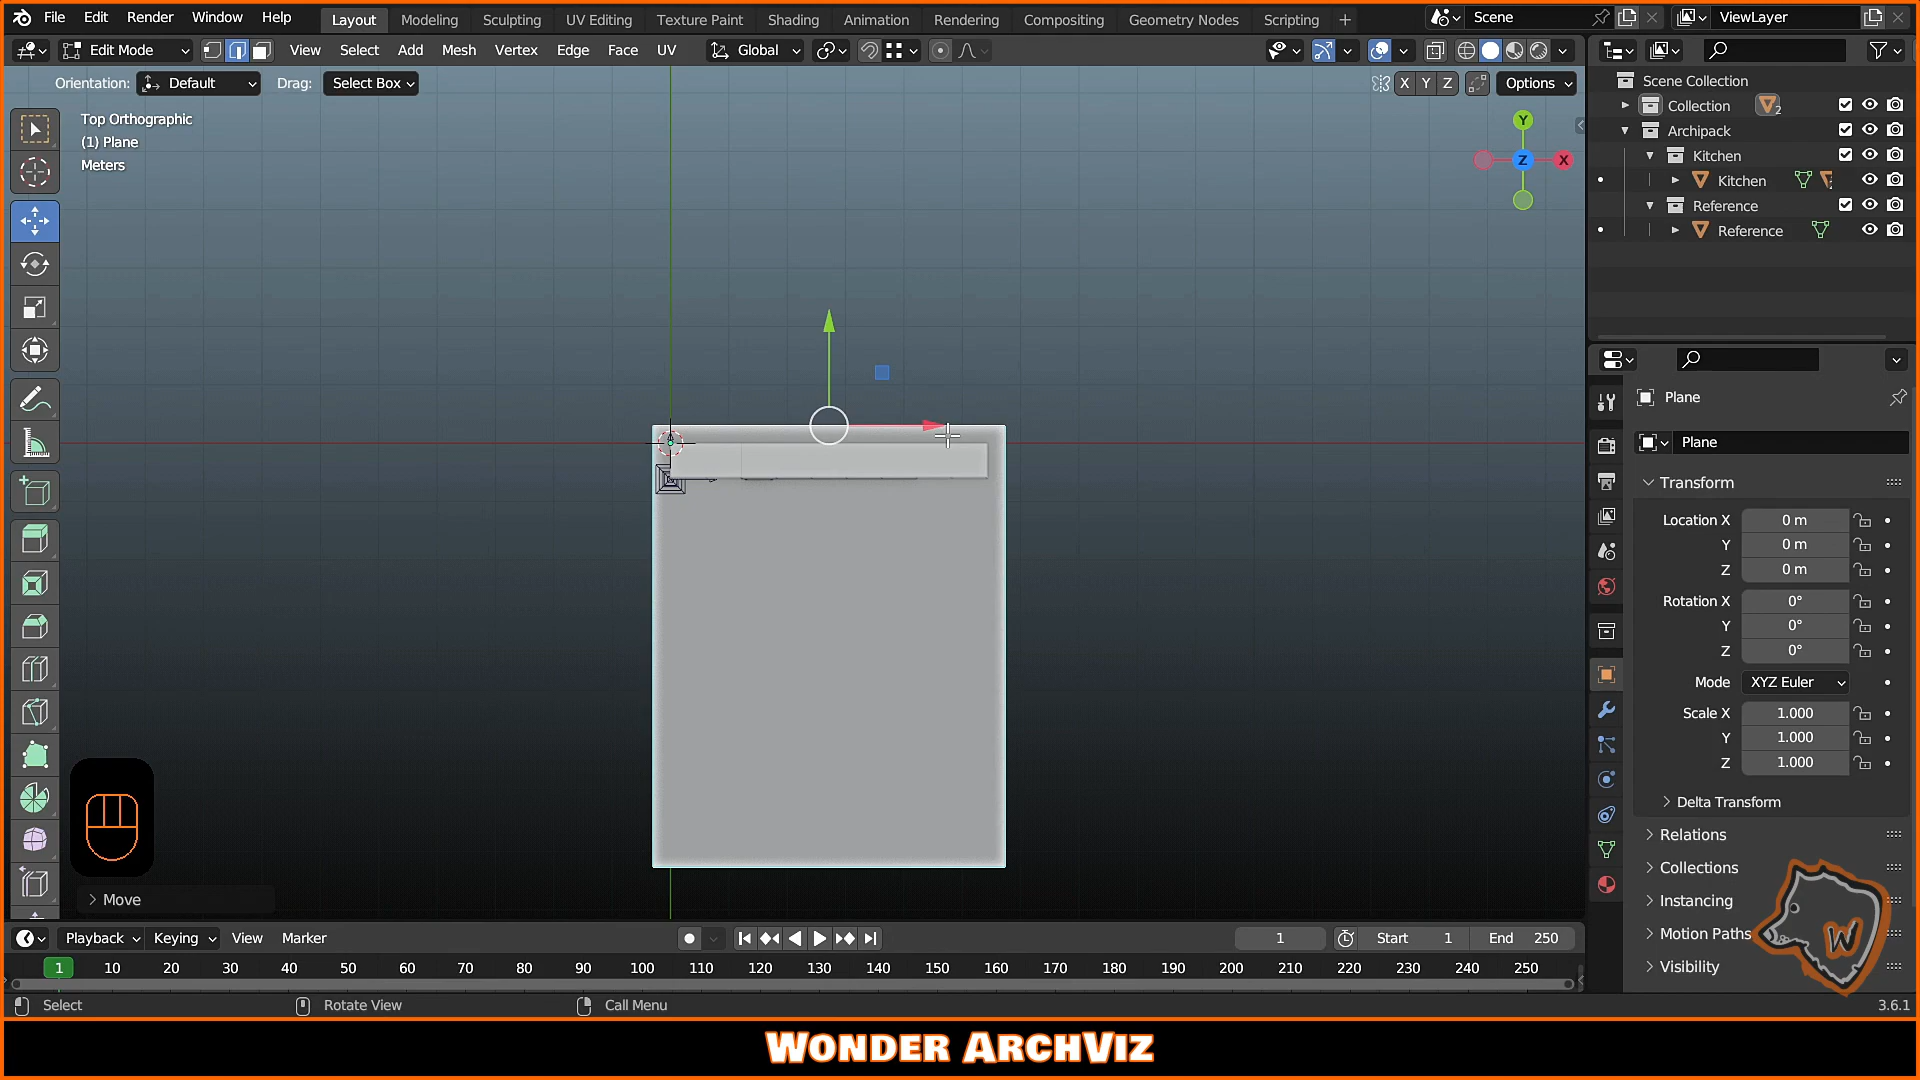 File Edit Render Window Help Layout Modeling Sculpting UV Editing Texture Paint Shading Animation Rendering Compositing Geometry Nodes Scripting + Scene ViewLayer
Edit Mode View Select Add Mesh Vertex Edge Face UV Global
Orientation: Default Drag: Select Box X Y Z Options
Scene Collection
Collection 2
Archipack
Kitchen
Kitchen
Reference
Reference
Top Orthographic
(1) Plane
Meters
Y
Z
X
Plane
Plane
Transform
Location X 0 m
Y 0 m
Z 0 m
Rotation X 0°
Y 0°
Z 0°
Mode XYZ Euler
Scale X 1.000
Y 1.000
Z 1.000
Delta Transform
Relations
Collections
Instancing
Motion Paths
Visibility
W
Move
Playback Keying View Marker 1 Start 1 End 250
1 10 20 30 40 50 60 70 80 90 100 110 120 130 140 150 160 170 180 190 200 210 220 230 240 250
Select Rotate View Call Menu 3.6.1
Wonder ArchViz